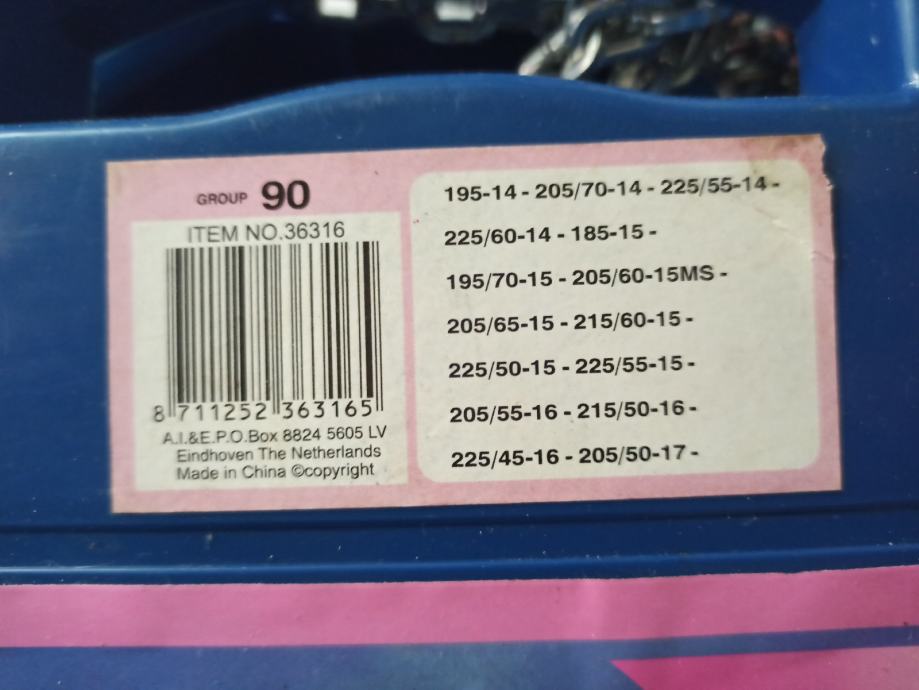 GROUP 90
ITEM NO.36316
8 711252 363165
A.I.&E.P.O.Box 8824 5605 LV
Eindhoven The Netherlands
Made in China ©copyright
195-14 - 205/70-14 - 225/55-14 -
225/60-14 - 185-15 -
195/70-15 - 205/60-15MS -
205/65-15 - 215/60-15 -
225/50-15 - 225/55-15 -
205/55-16 - 215/50-16 -
225/45-16 - 205/50-17 -